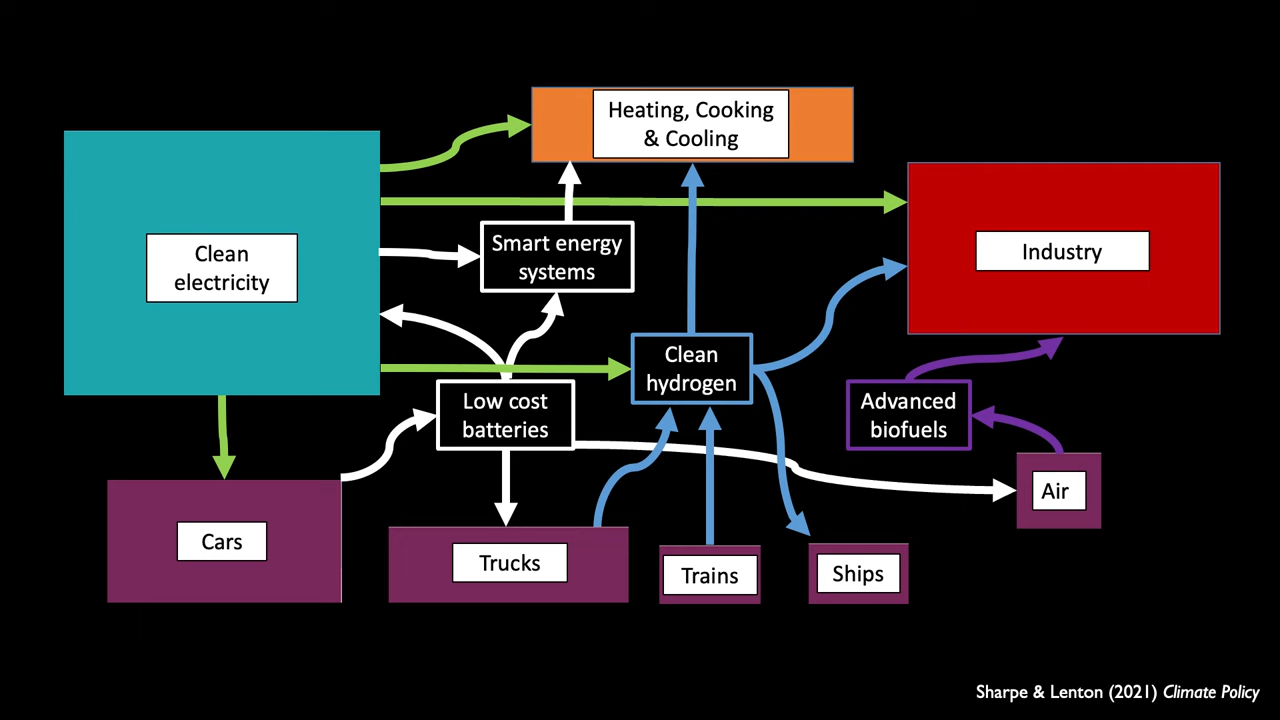 Heating, Cooking
& Cooling
Clean
electricity
Smart energy
systems
Industry
Clean
hydrogen
Low cost
batteries
Advanced
biofuels
Air
Cars
Trucks
Trains
Ships
Sharpe & Lenton (2021) Climate Policy